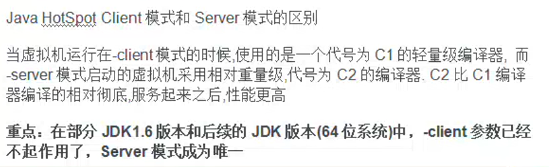 Java HotSpot Client 模式和 Server 模式的区别
当虚拟机运行在-client 模式的时候,使用的是一个代号为 C1 的轻量级编译器, 而
-server 模式启动的虚拟机采用相对重量级,代号为 C2 的编译器. C2 比 C1 编译
器编译的相对彻底,服务起来之后,性能更高
重点：在部分 JDK1.6 版本和后续的 JDK 版本(64 位系统)中，-client 参数已经
不起作用了，Server 模式成为唯一